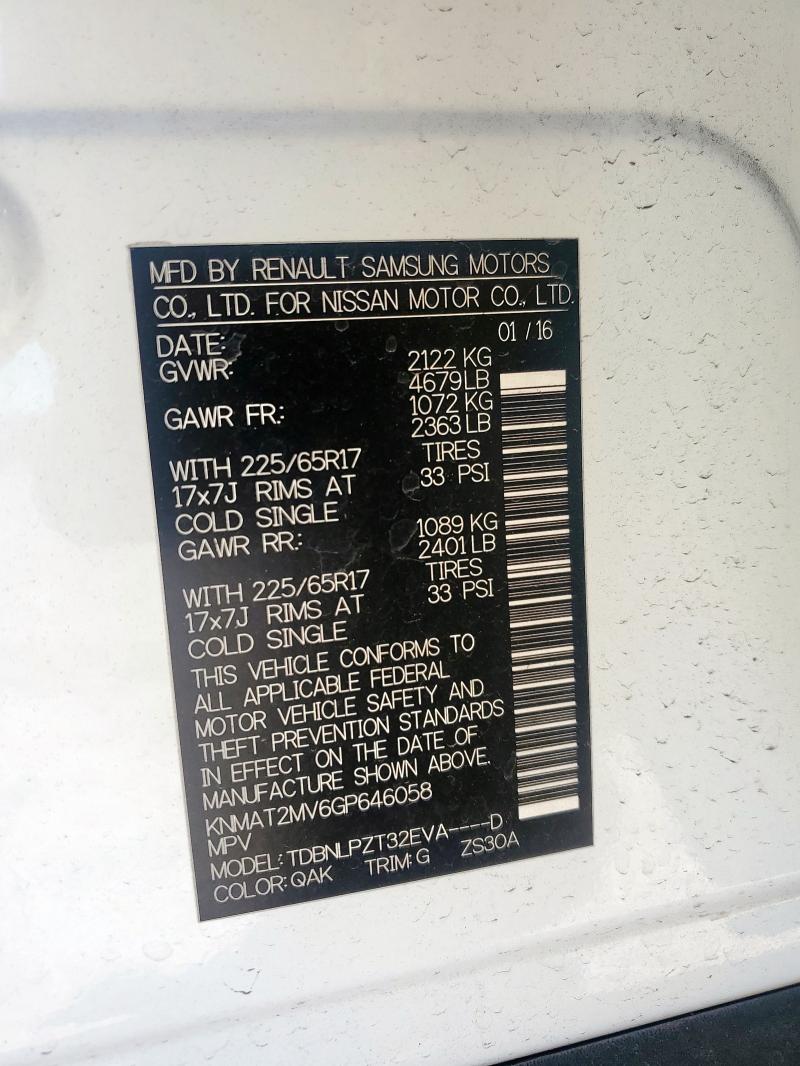 MFD BY RENAULT SAMSUNG MOTORS
CO., LTD. FOR NISSAN MOTOR CO., LTD.
DATE: 01 / 16
GVWR: 2122 KG
4679 LB
GAWR FR: 1072 KG
2363 LB
WITH 225/65R17 TIRES
17x7J RIMS AT 33 PSI
COLD SINGLE
GAWR RR: 1089 KG
2401 LB
WITH 225/65R17 TIRES
17x7J RIMS AT 33 PSI
COLD SINGLE
THIS VEHICLE CONFORMS TO
ALL APPLICABLE FEDERAL
MOTOR VEHICLE SAFETY AND
THEFT PREVENTION STANDARDS
IN EFFECT ON THE DATE OF
MANUFACTURE SHOWN ABOVE.
KNMAT2MV6GP646058
MPV
MODEL: TDBNLPZT32EVA----D
COLOR: QAK TRIM: G ZS30A